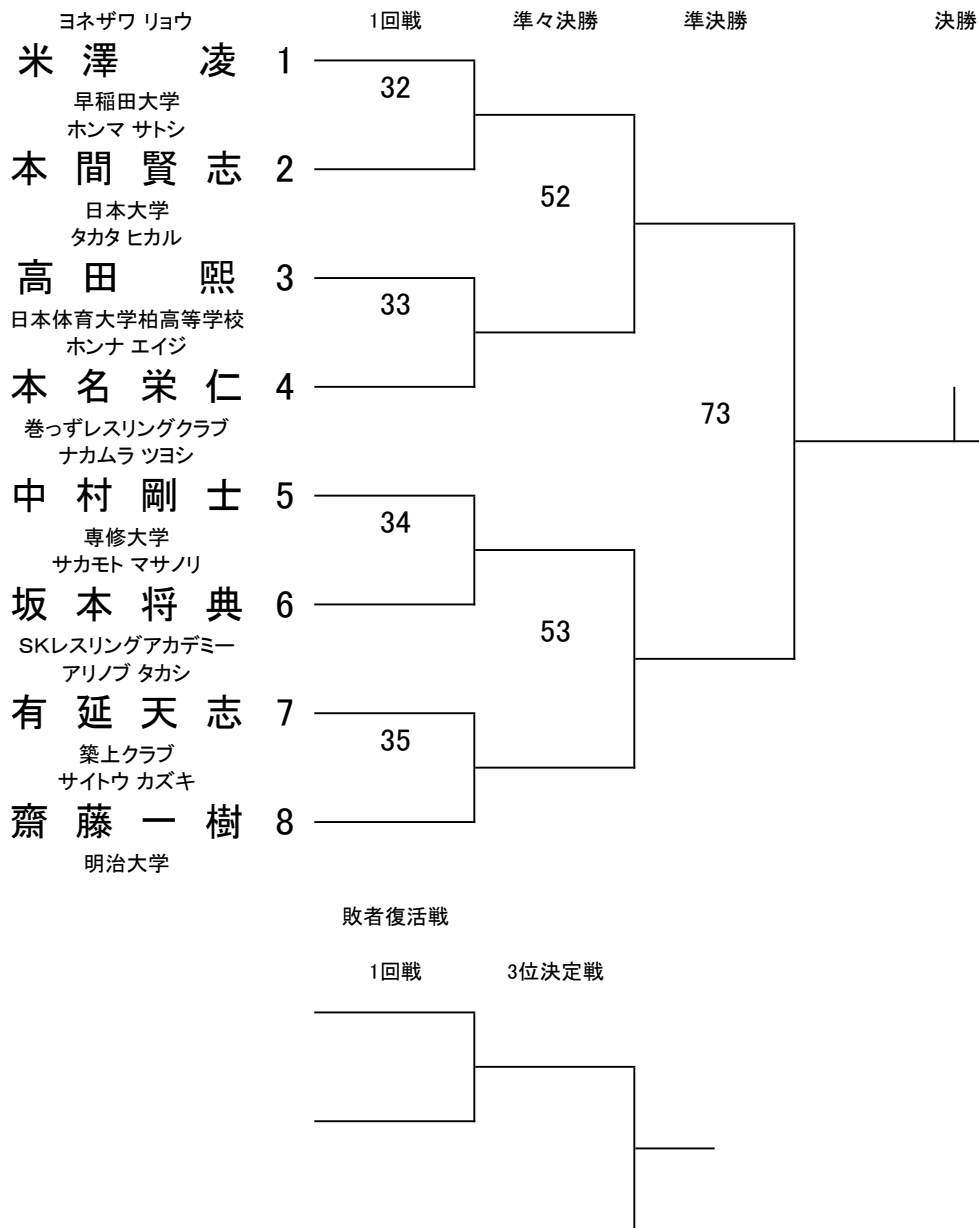 ヨネザワ リョウ 1回戦 準々決勝 準決勝 決勝
米澤 凌 1
32
早稲田大学
ホンマ サトシ
本間賢志 2
52
日本大学
タカタ ヒカル
高田 熙 3
33
日本体育大学柏高等学校
ホンナ エイジ
本名栄仁 4
73
巻っずレスリングクラブ
ナカムラ ツヨシ
中村剛士 5
34
専修大学
サカモト マサノリ
坂本将典 6
53
SKレスリングアカデミー
アリノブ タカシ
有延天志 7
35
築上クラブ
サイトウ カズキ
齋藤一樹 8
明治大学
敗者復活戦
1回戦 3位決定戦